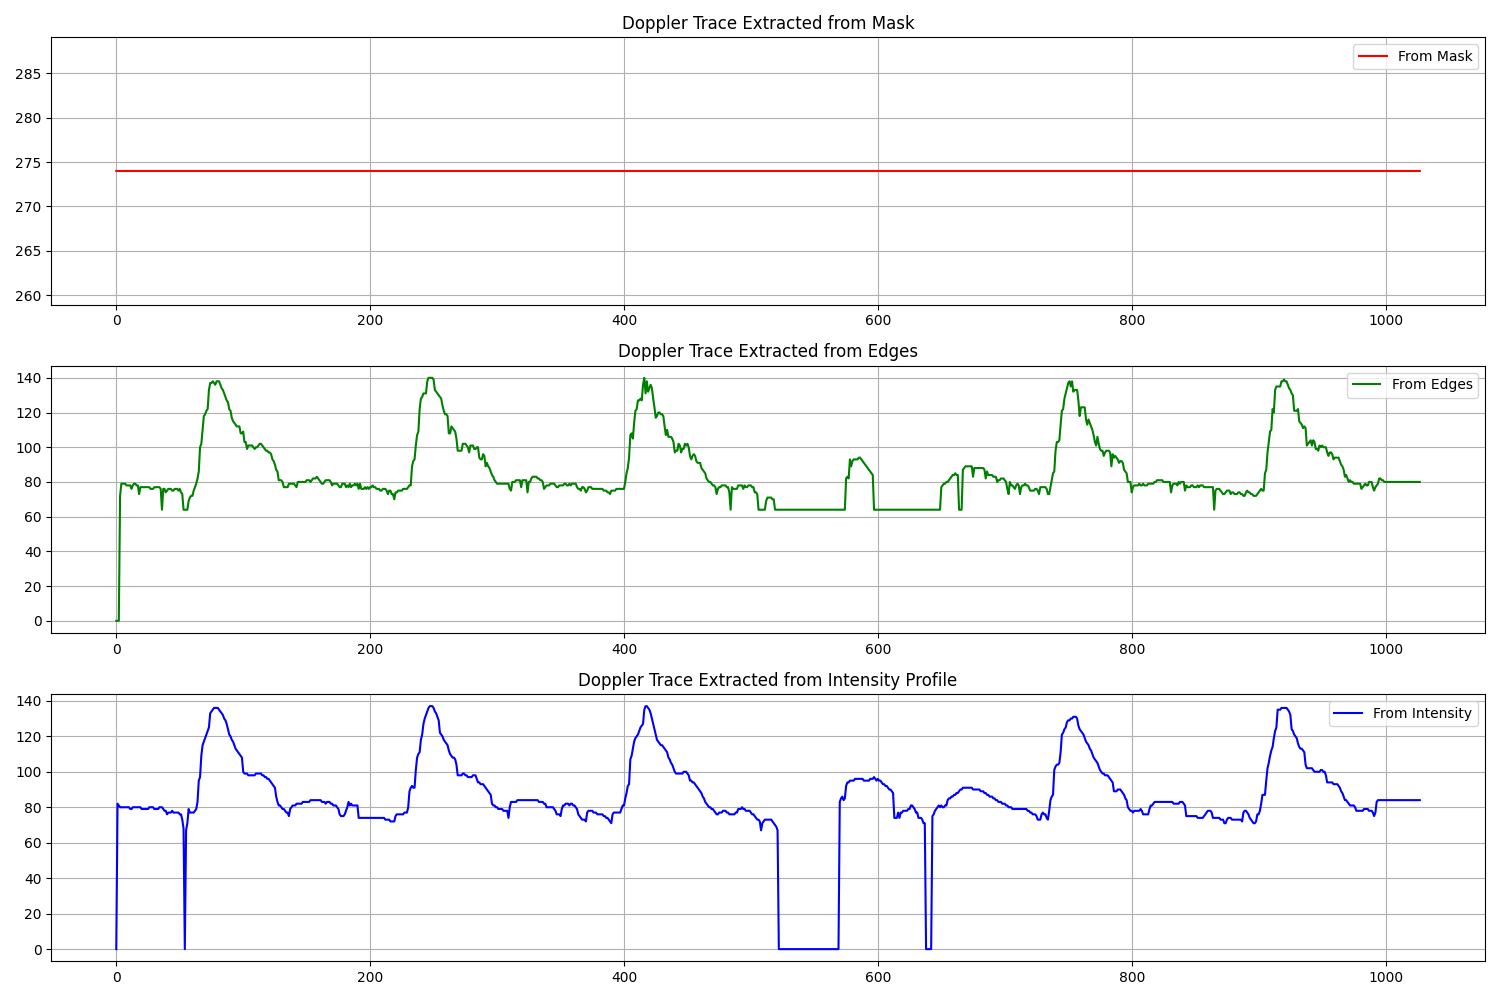 Doppler Trace Extracted from Mask
From Mask
285
280
275
270
265
260
0 200 400 600 800 1000
Doppler Trace Extracted from Edges
From Edges
140
120
100
80
60
40
20
0
0 200 400 600 800 1000
Doppler Trace Extracted from Intensity Profile
From Intensity
140
120
100
80
60
40
20
0
0 200 400 600 800 1000